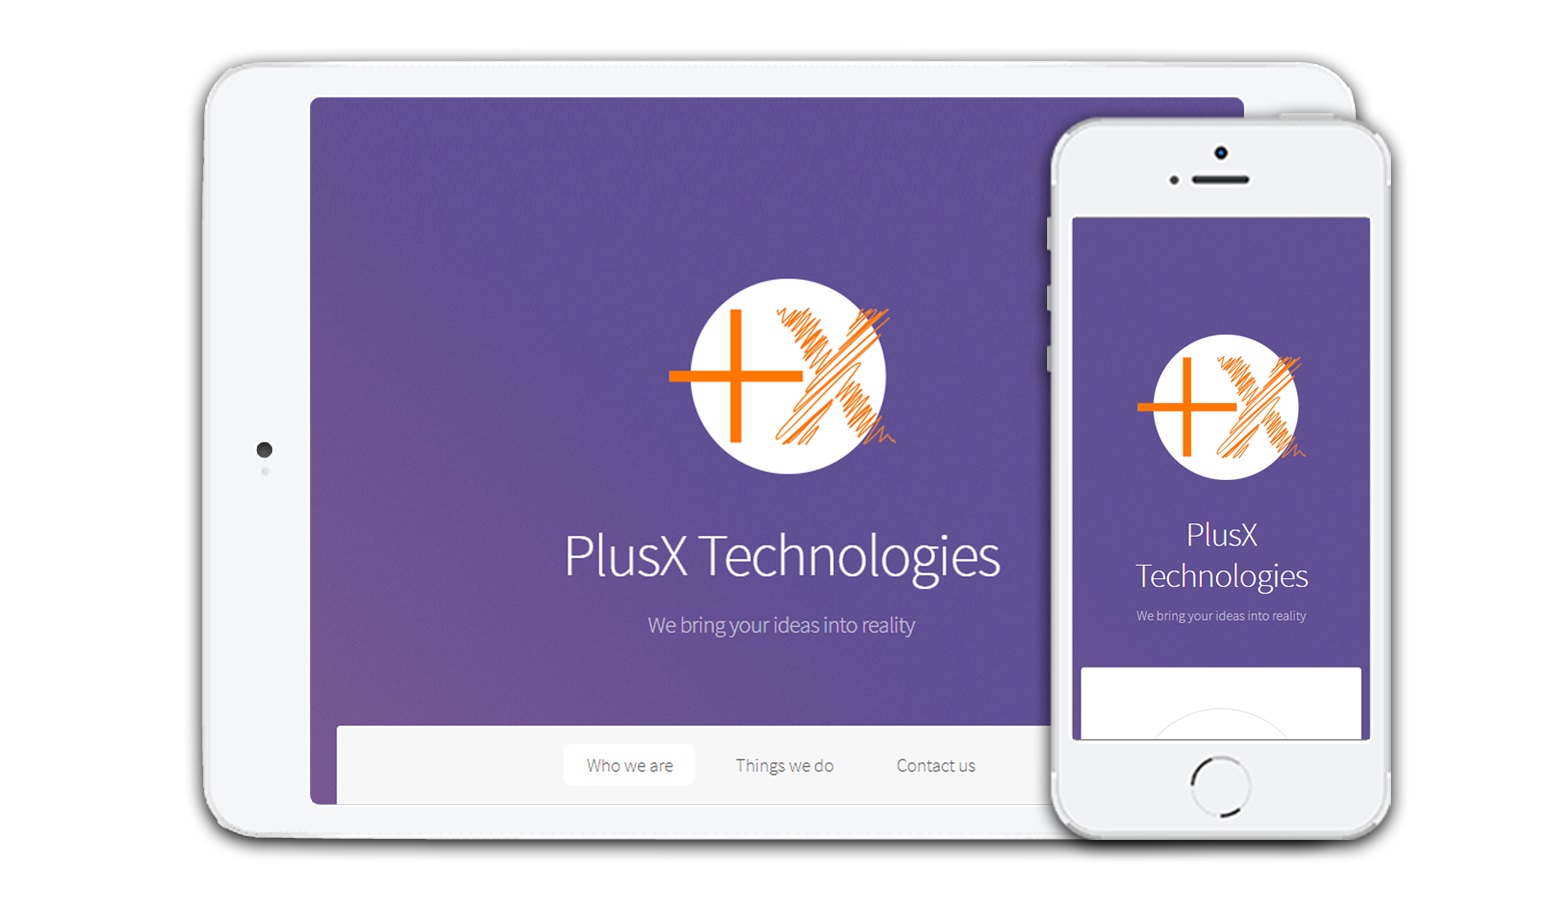 PlusX Technologies
We bring your ideas into reality
Who we are
Things we do
Contact us
PlusX
Technologies
We bring your ideas into reality